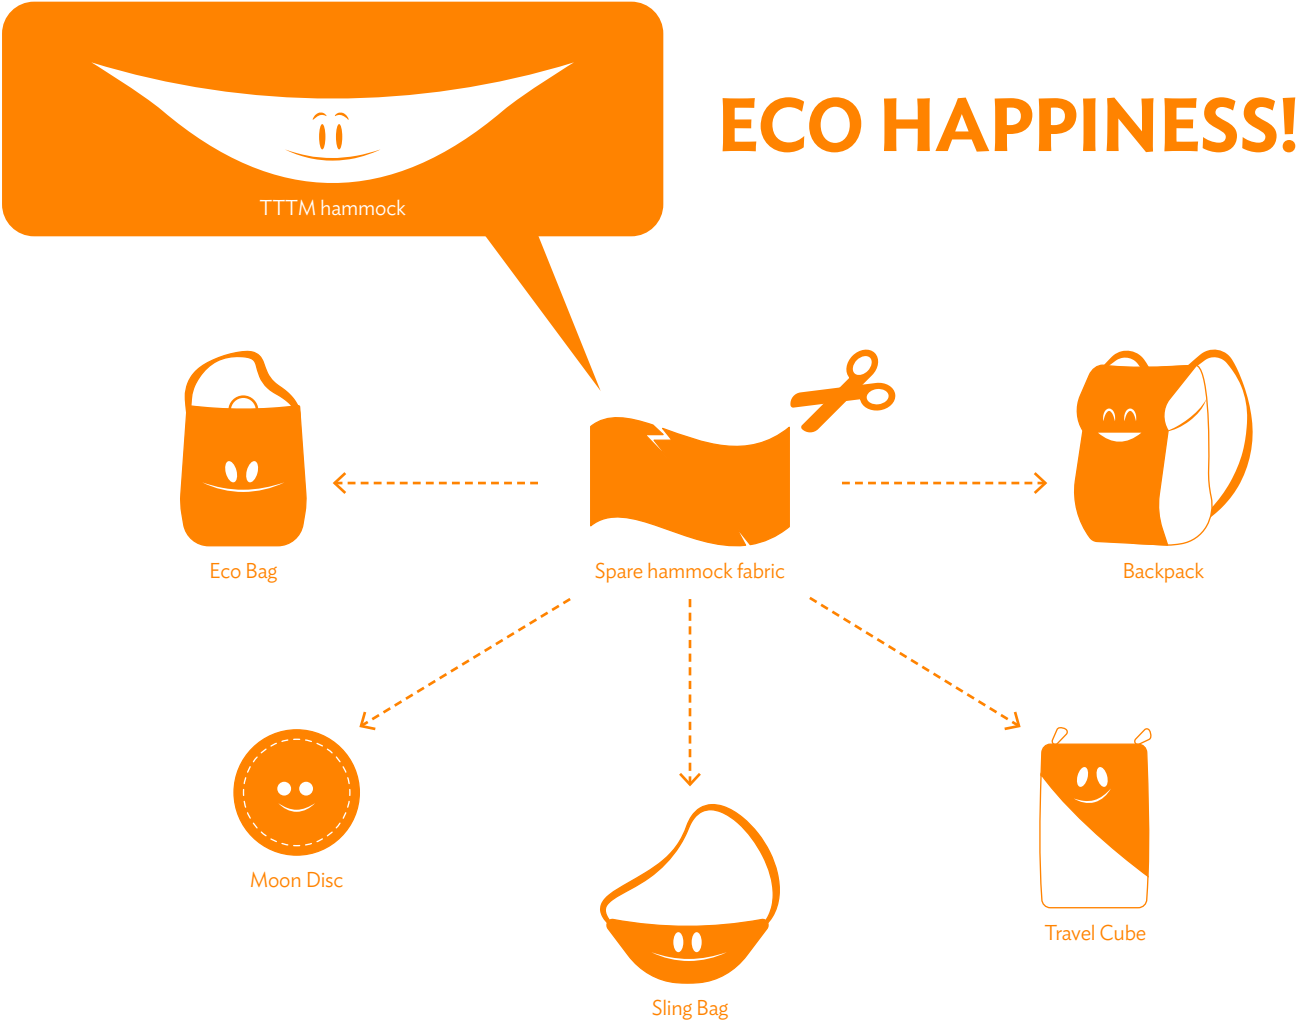 ECO HAPPINESS!
TTTM hammock
Eco Bag
Spare hammock fabric
Backpack
Moon Disc
Sling Bag
Travel Cube